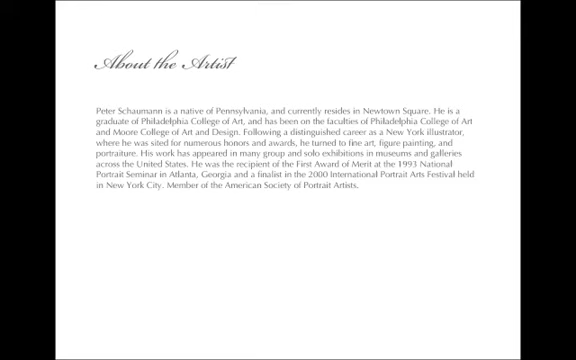 About the Artist
Peter Schaumann is a native of Pennsylvania, and currently resides in Newtown Square. He is a
graduate of Philadelphia College of Art, and has been on the faculties of Philadelphia College of Art
and Moore College of Art and Design. Following a distinguished career as a New York illustrator,
where he was sited for numerous honors and awards, he turned to fine art, figure painting, and
portraiture. His work has appeared in many group and solo exhibitions in museums and galleries
across the United States. He was the recipient of the First Award of Merit at the 1993 National
Portrait Seminar in Atlanta, Georgia and a finalist in the 2000 International Portrait Arts Festival held
in New York City. Member of the American Society of Portrait Artists.